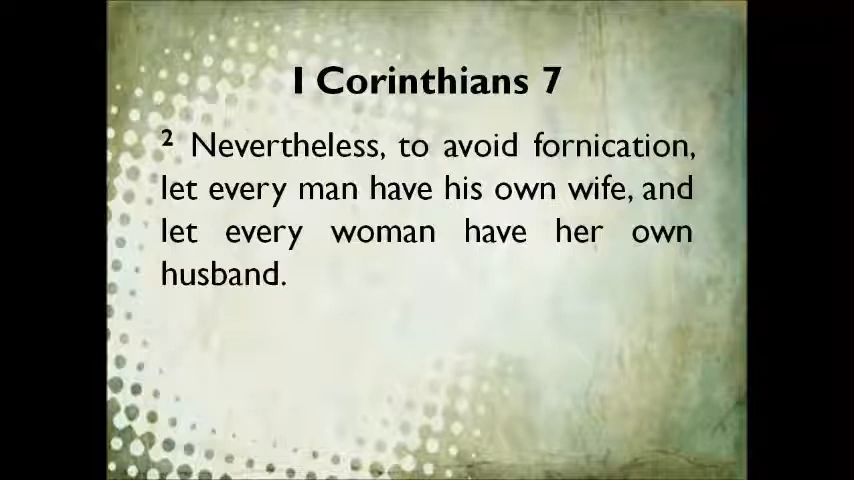 I Corinthians 7
2 Nevertheless, to avoid fornication,
let every man have his own wife, and
let every woman have her own
husband.